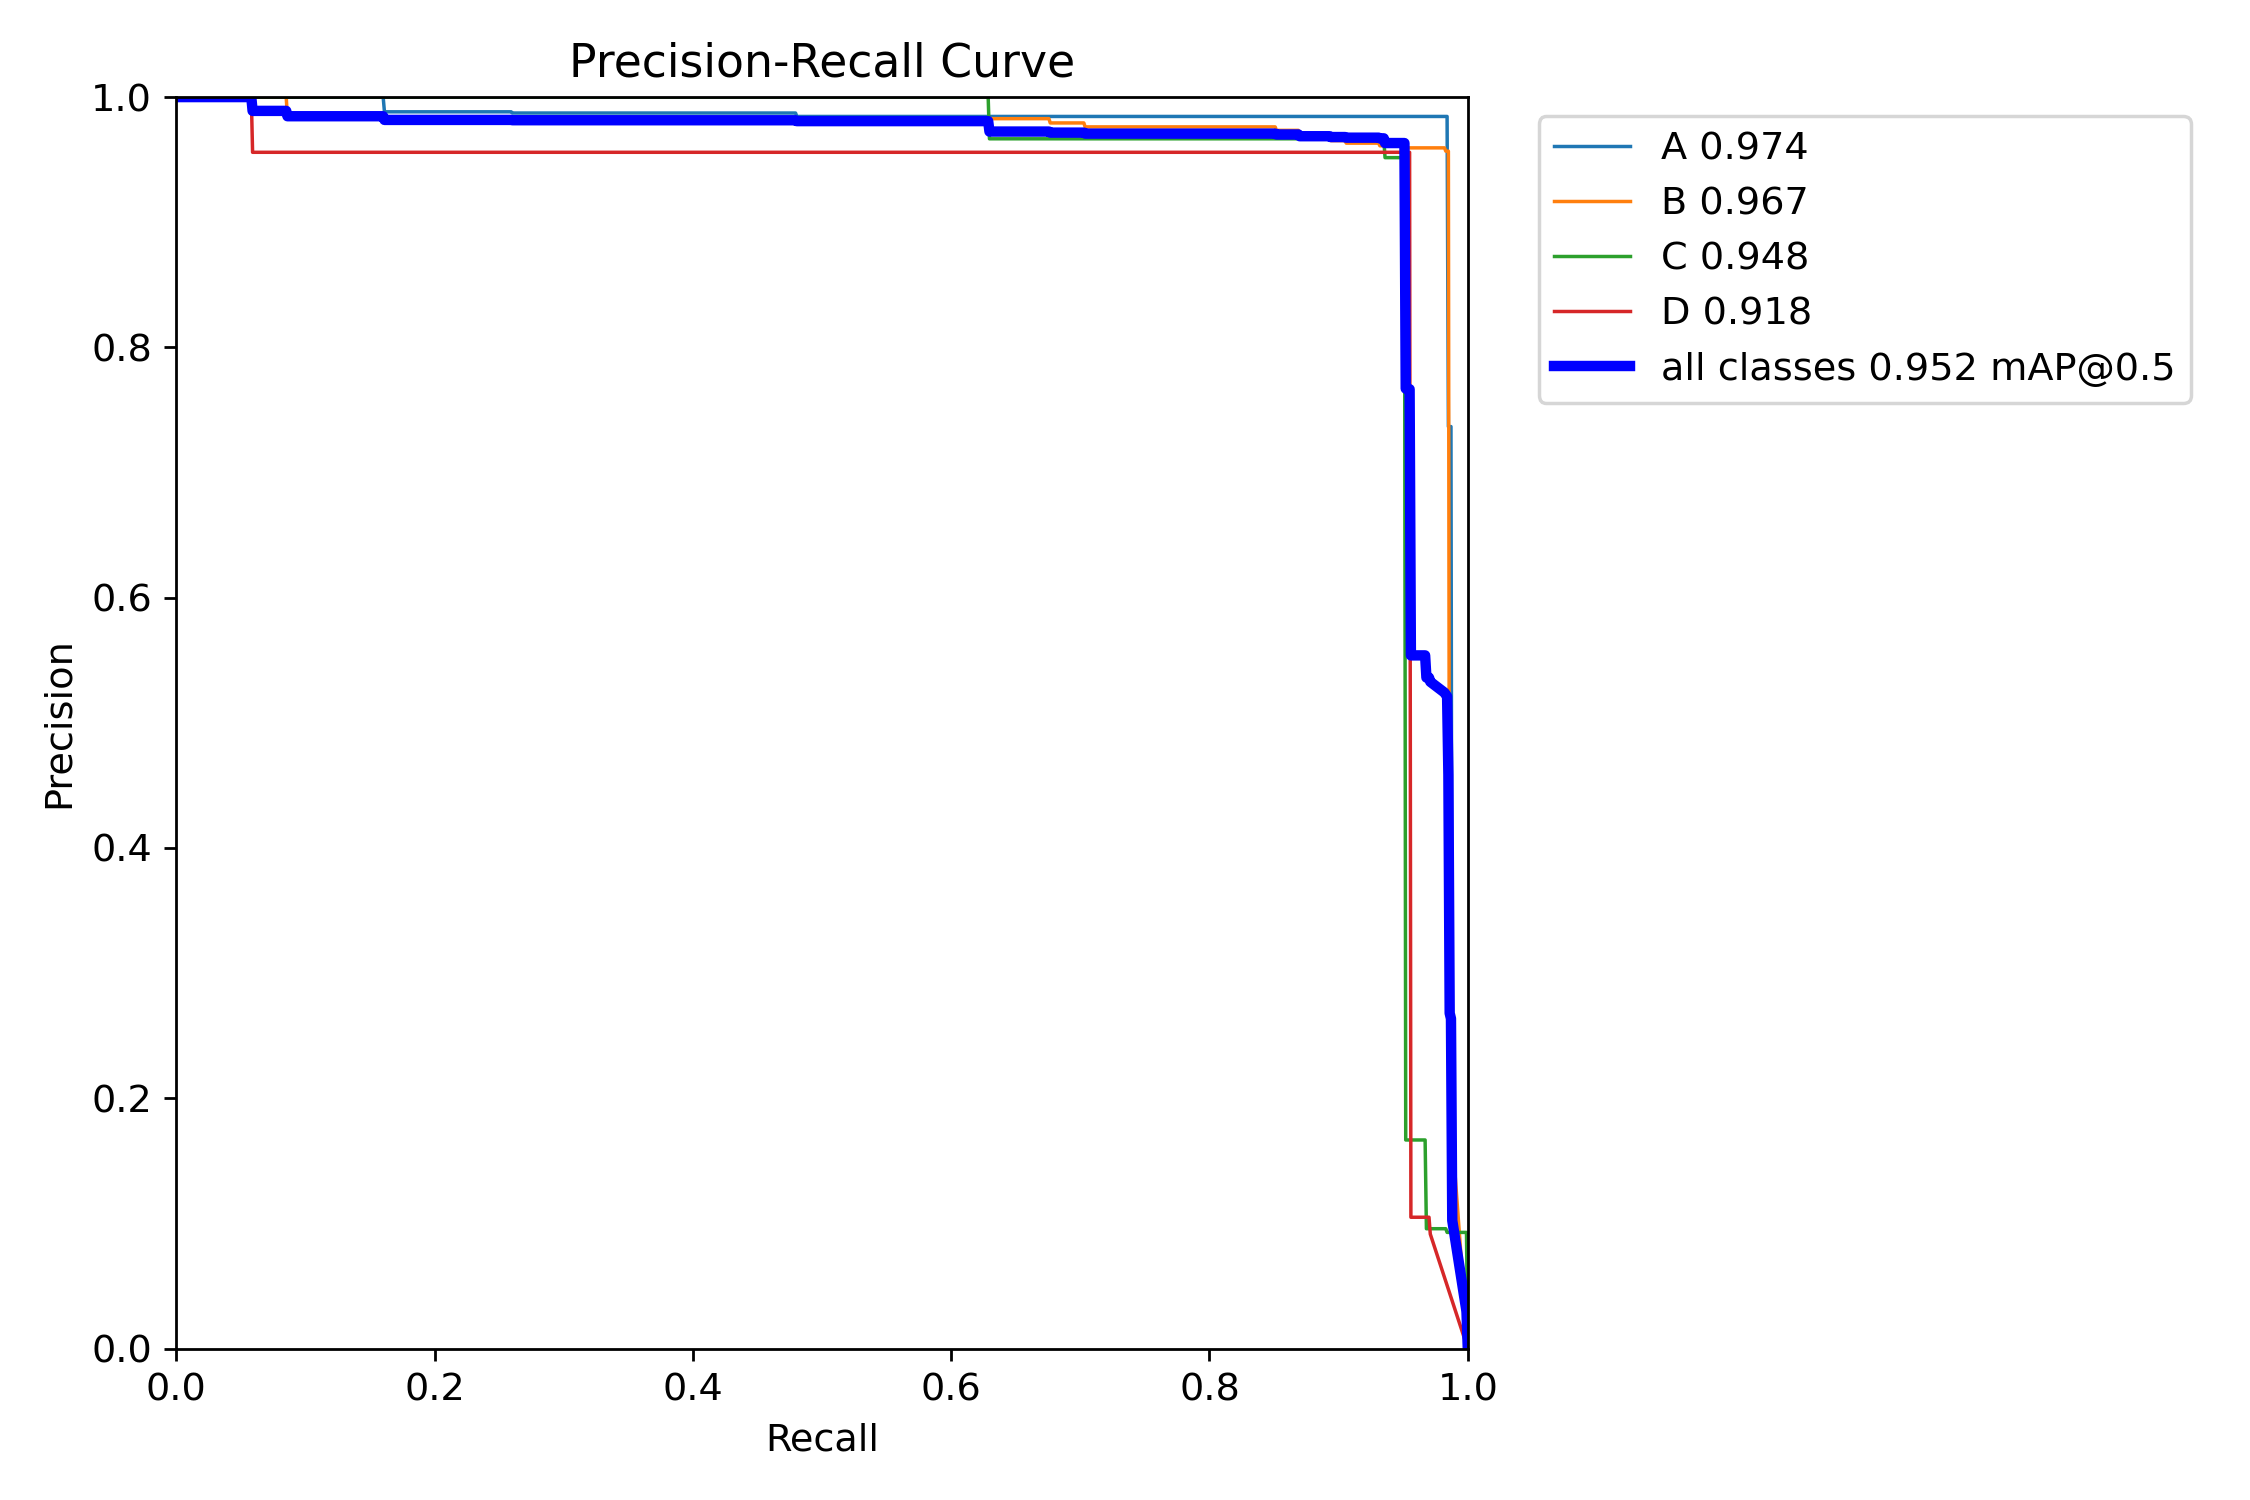 Precision-Recall Curve
1.0
0.8
0.6
0.4
0.2
0.0
Precision
0.0 0.2 0.4 0.6 0.8 1.0
Recall
A 0.974
B 0.967
C 0.948
D 0.918
all classes 0.952 mAP@0.5